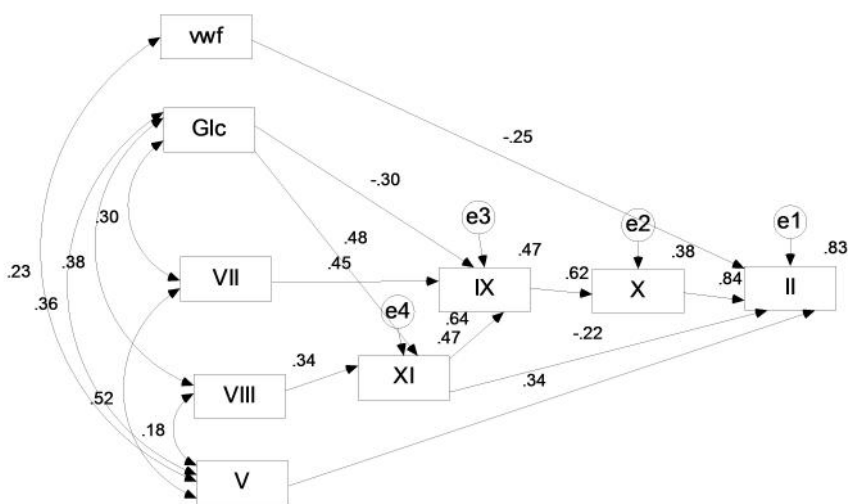 vwf
Glc
-.25
-.30
e3
e2
e1
.30
.48
.47
.38
.83
.23
.38
VII
.45
IX
.62
X
.84
II
.36
e4
.64
.47
-.22
.34
XI
.34
VIII
.52
.18
V